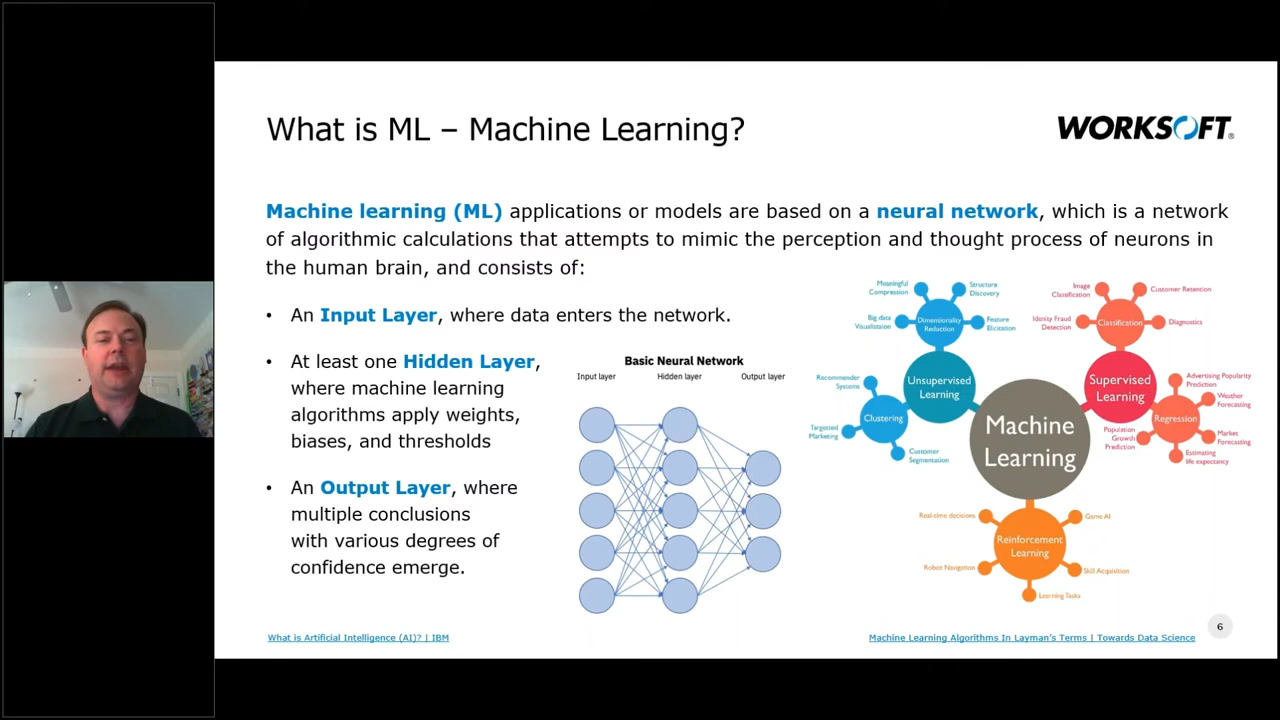 What is ML – Machine Learning?
WORKSOFT®
Machine learning (ML) applications or models are based on a neural network, which is a network
of algorithmic calculations that attempts to mimic the perception and thought process of neurons in
the human brain, and consists of:
• An Input Layer, where data enters the network.
• At least one Hidden Layer,
where machine learning
algorithms apply weights,
biases, and thresholds
• An Output Layer, where
multiple conclusions
with various degrees of
confidence emerge.
Basic Neural Network
Input layer
Hidden layer
Output layer
Machine
Learning
Unsupervised
Learning
Dimensionality
Reduction
Meaningful
Compression
Structure
Discovery
Big data
Visualistaion
Feature
Elicitation
Clustering
Recommender
Systems
Targetted
Marketing
Customer
Segmentation
Supervised
Learning
Classification
Image
Classification
Customer Retention
Idenity Fraud
Detection
Diagnostics
Regression
Advertising Popularity
Prediction
Weather
Forecasting
Population
Growth
Prediction
Market
Forecasting
Estimating
life expectancy
Reinforcement
Learning
Real-time decisions
Game AI
Robot Navigation
Skill Acquisition
Learning Tasks
What is Artificial Intelligence (AI)? | IBM
Machine Learning Algorithms In Layman's Terms | Towards Data Science
6